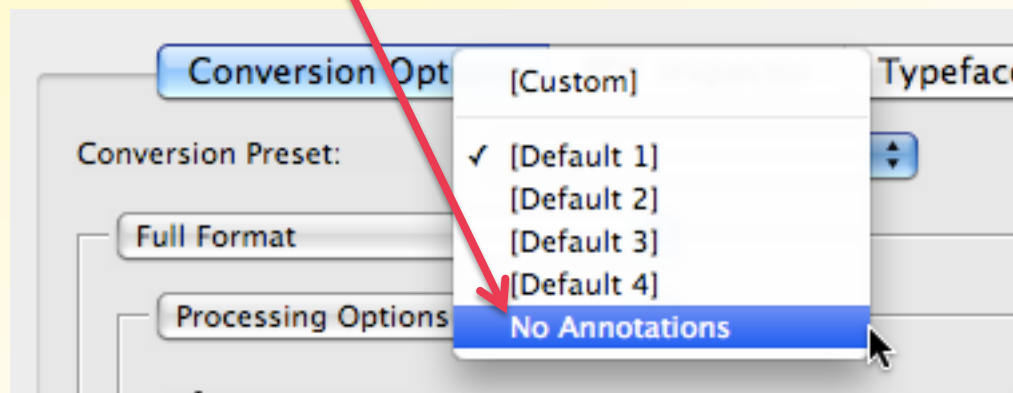 Conversion Opt
Typefac
[Custom]
Conversion Preset:
✓ [Default 1]
[Default 2]
[Default 3]
[Default 4]
Full Format
Processing Options
No Annotations